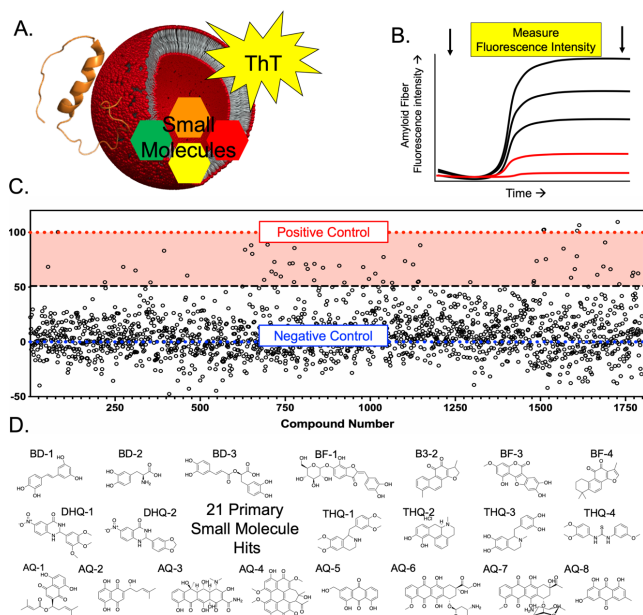 A.
ThT
Small
Molecules
B.
Measure
Fluorescence Intensity
Amyloid Fiber
Fluorescence intensity →
Time →
C.
100
50
0
-50
Positive Control
Negative Control
250
500
750
1000
1250
1500
1750
Compound Number
D.
BD-1
BD-2
BD-3
BF-1
B3-2
BF-3
BF-4
DHQ-1
DHQ-2
21 Primary
Small Molecule
Hits
THQ-1
THQ-2
HCl
THQ-3
THQ-4
AQ-1
AQ-2
AQ-3
AQ-4
AQ-5
AQ-6
AQ-7
AQ-8